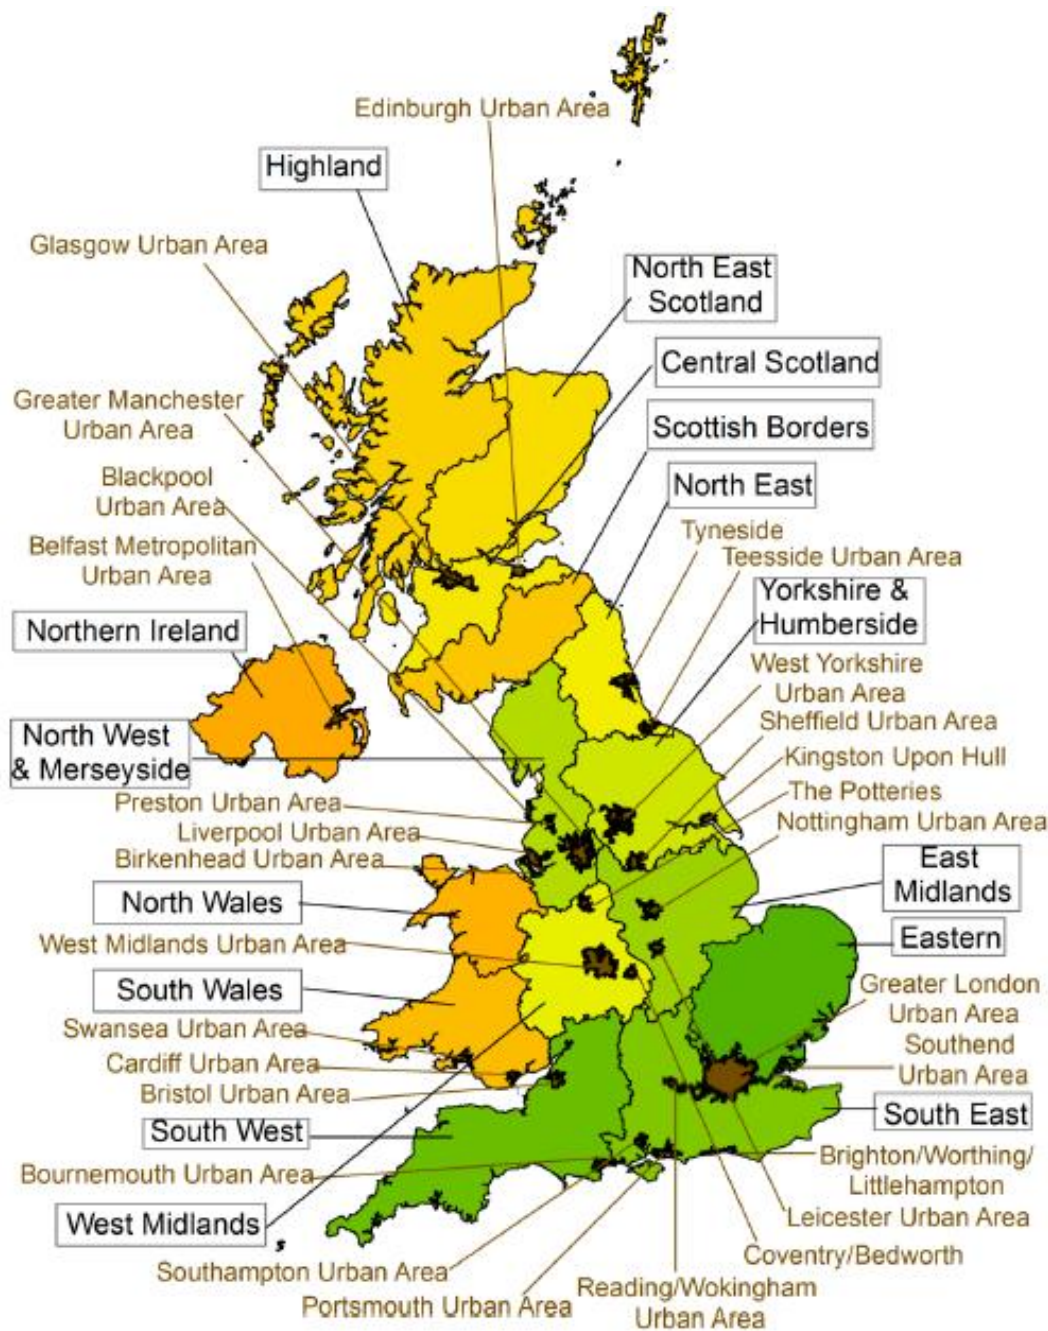 Edinburgh Urban Area
Highland
Glasgow Urban Area
North East
Scotland
Central Scotland
Greater Manchester
Urban Area
Scottish Borders
Blackpool
Urban Area
North East
Tyneside
Belfast Metropolitan
Urban Area
Teesside Urban Area
Yorkshire &
Humberside
Northern Ireland
West Yorkshire
Urban Area
Sheffield Urban Area
North West
& Merseyside
Kingston Upon Hull
The Potteries
Preston Urban Area
Nottingham Urban Area
Liverpool Urban Area
Birkenhead Urban Area
East
Midlands
North Wales
West Midlands Urban Area
Eastern
South Wales
Greater London
Urban Area
Swansea Urban Area
Southend
Urban Area
Cardiff Urban Area
Bristol Urban Area
South East
South West
Bournemouth Urban Area
Brighton/Worthing/
Littlehampton
West Midlands
Leicester Urban Area
Coventry/Bedworth
Southampton Urban Area
Portsmouth Urban Area
Reading/Wokingham
Urban Area